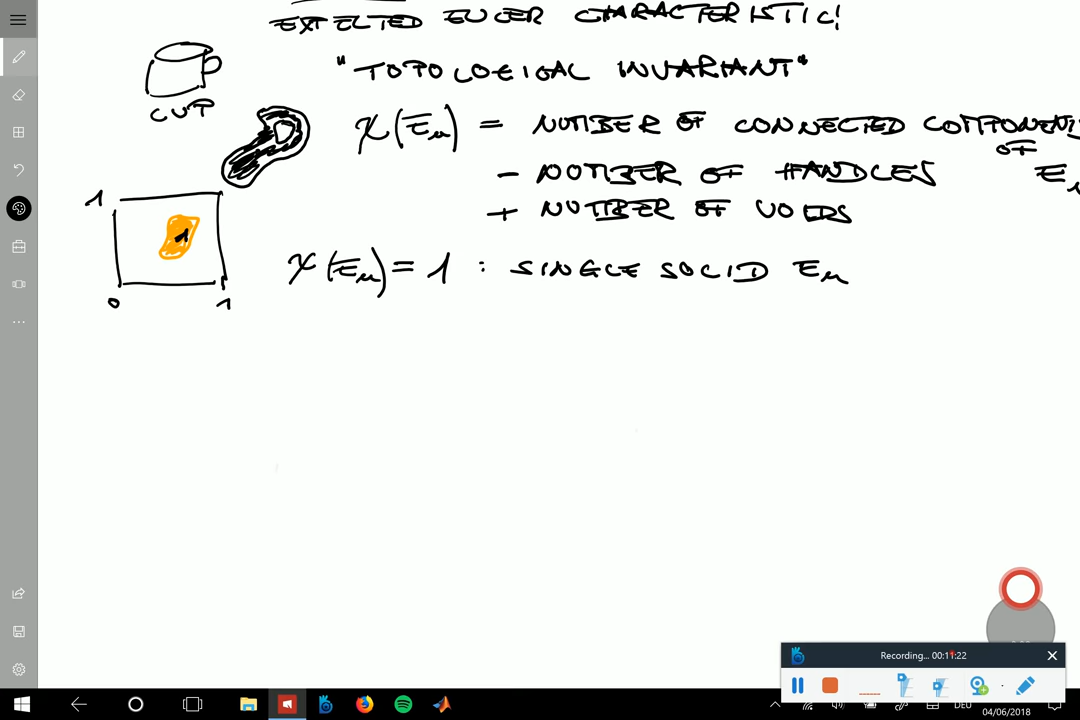 EXPECTED EULER CHARACTERISTIC!
"TOPOLOGICAL INVARIANT"
CUP
χ(Eu) = NUMBER OF CONNECTED COMPONENTS
OF
- NUMBER OF HANDLES E
+ NUMBER OF VOIDS
1
1
χ(Eu) = 1 : SINGLE SOLID Eu
0 1
Recording... 00:11:22
DEU
04/06/2018